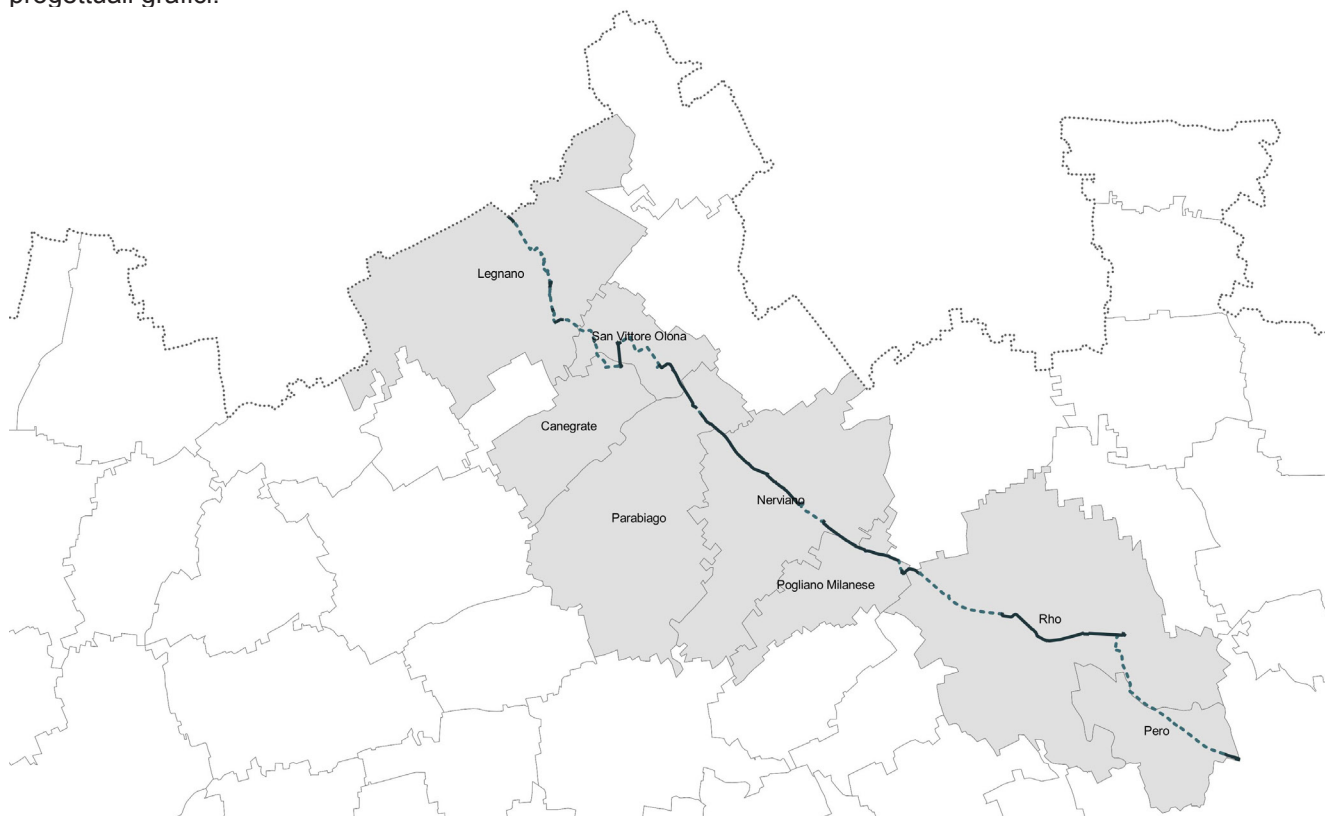 progettuali grafici.
Legnano
San Vittore Olona
Canegrate
Nerviano
Parabiago
Pogliano Milanese
Rho
Pero